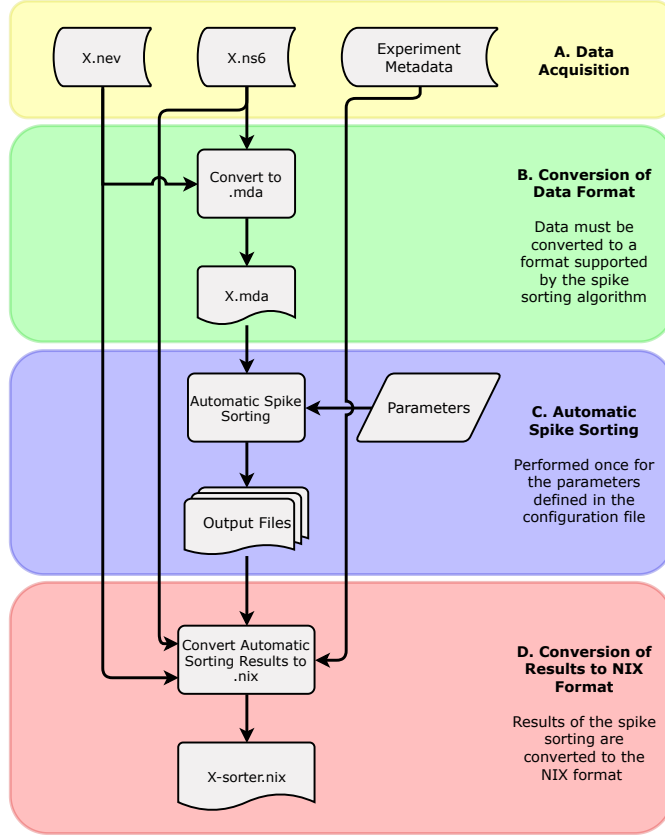 X.nev
X.ns6
Experiment
Metadata
A. Data
Acquisition
Convert to
.mda
B. Conversion of
Data Format
Data must be
converted to a
format supported
by the spike
sorting algorithm
X.mda
Automatic Spike
Sorting
Parameters
C. Automatic
Spike Sorting
Performed once for
the parameters
defined in the
configuration file
Output Files
Convert Automatic
Sorting Results to
.nix
D. Conversion of
Results to NIX
Format
Results of the spike
sorting are
converted to the
NIX format
X-sorter.nix